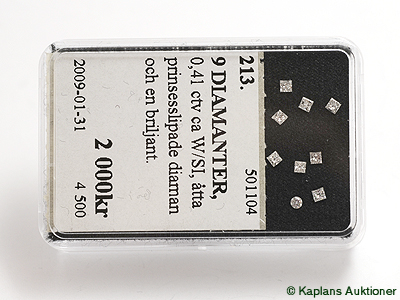 213.
501104
9 DIAMANTER,
0,41 ctv ca W/SI, åtta
prinsesslipade diaman
och en briljant.
2 000kr
2009-01-31
4 500
© Kaplans Auktioner